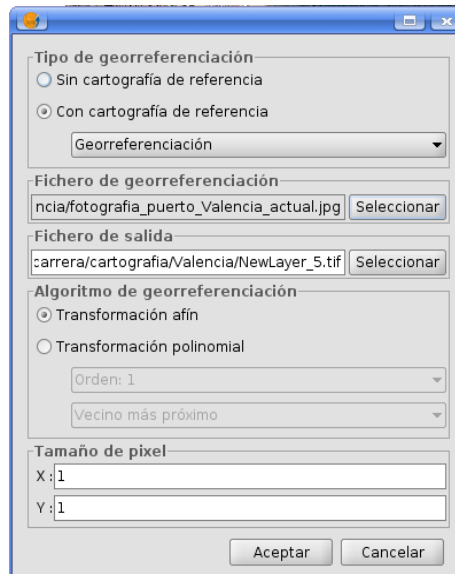 Tipo de georreferenciación
Sin cartografía de referencia
Con cartografía de referencia
Georreferenciación
Fichero de georreferenciación
ncia/fotografia_puerto_Valencia_actual.jpg Seleccionar
Fichero de salida
carrera/cartografia/Valencia/NewLayer_5.tif Seleccionar
Algoritmo de georreferenciación
Transformación afín
Transformación polinomial
Orden: 1
Vecino más próximo
Tamaño de pixel
X : 1
Y : 1
Aceptar Cancelar